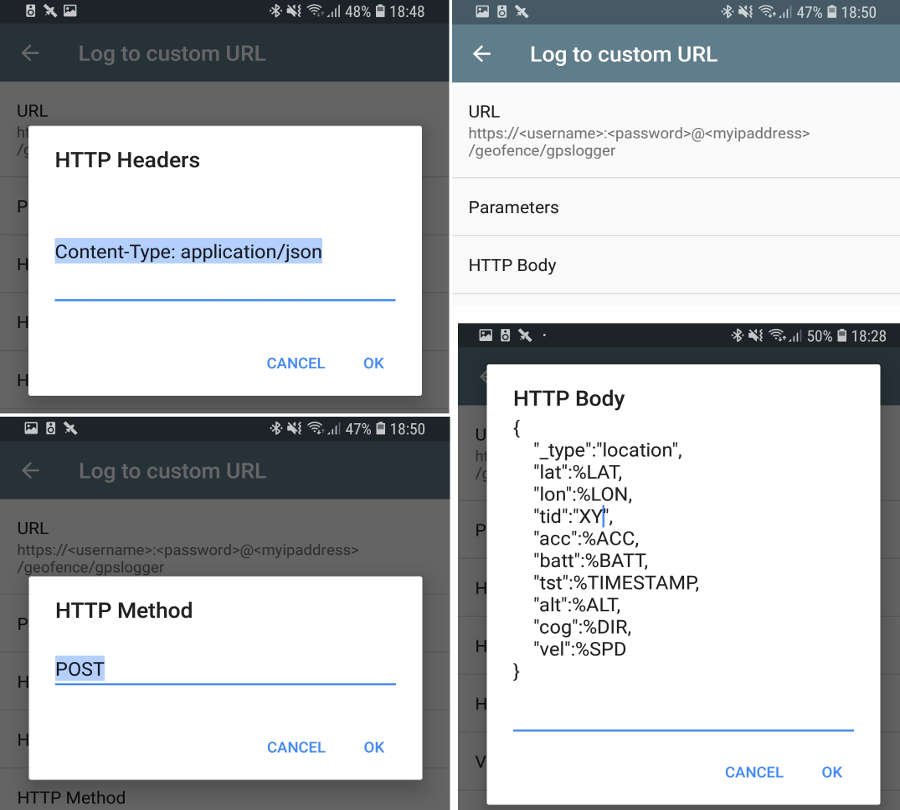 48% 18:48
Log to custom URL
URL
ht
/g
HTTP Headers
P
Content-Type: application/json
H
H
H
CANCEL OK
47% 18:50
Log to custom URL
URL
https://<username>:<password>@<myipaddress>
/geofence/gpslogger
Parameters
HTTP Body
47% 18:50
Log to custom URL
URL
https://<username>:<password>@<myipaddress>
/geofence/gpslogger
HTTP Method
P
POST
H
H
CANCEL OK
HTTP Method
50% 18:28
U
ht
/g
HTTP Body
{
"_type":"location",
"lat":%LAT,
"lon":%LON,
"tid":"XY",
"acc":%ACC,
"batt":%BATT,
"tst":%TIMESTAMP,
"alt":%ALT,
"cog":%DIR,
"vel":%SPD
}
P
H
H
H
V
CANCEL OK